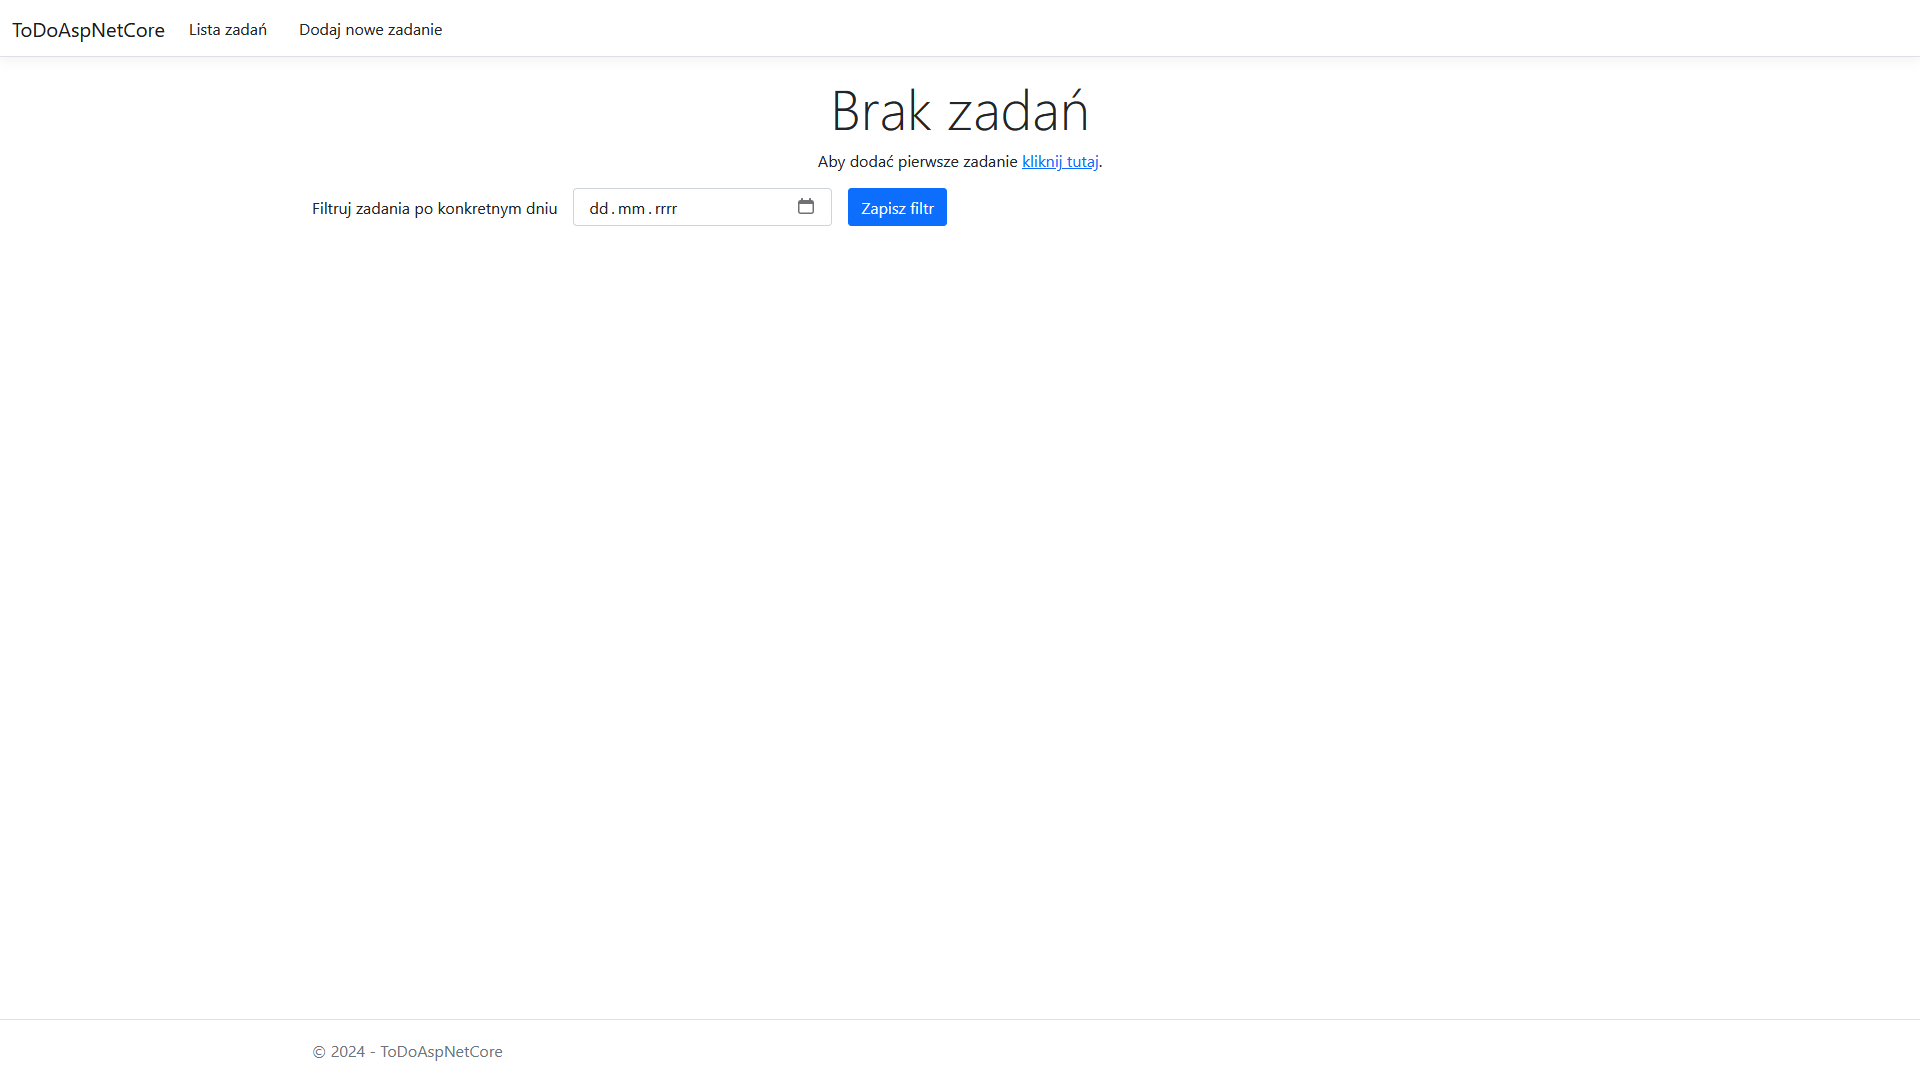 ToDoAspNetCore Lista zadań Dodaj nowe zadanie
Brak zadań
Aby dodać pierwsze zadanie kliknij tutaj.
Filtruj zadania po konkretnym dniu dd.mm.rrrr Zapisz filtr
© 2024 - ToDoAspNetCore